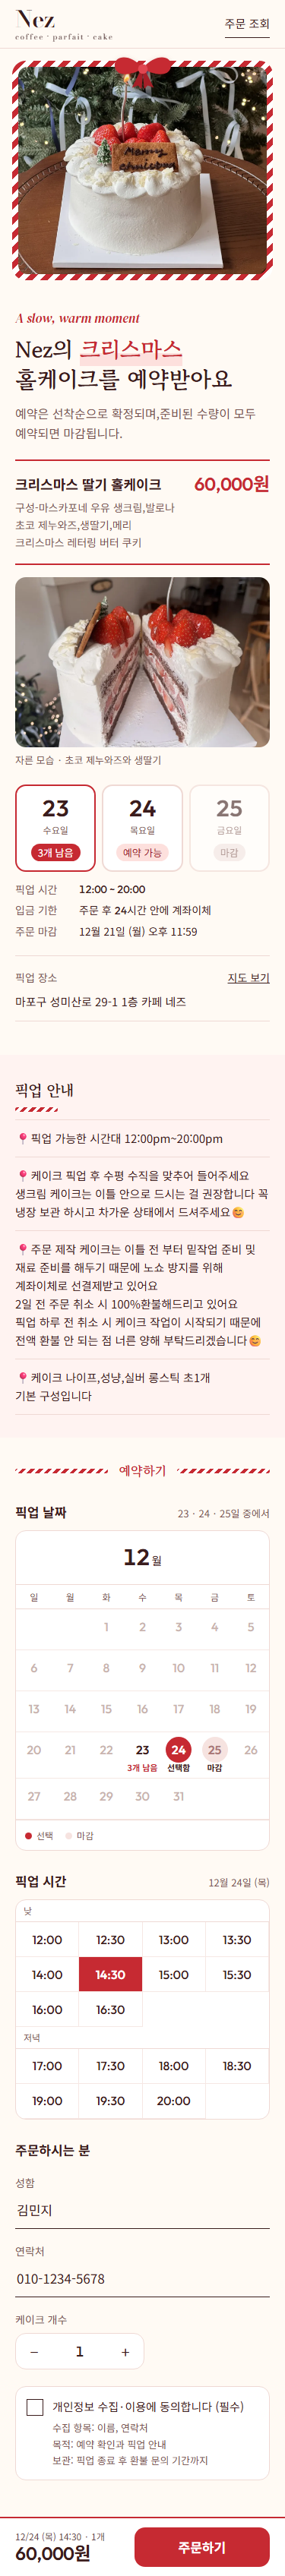 Nez
coffee · parfait · cake
주문 조회
Merry
Christmas
A slow, warm moment
Nez의 크리스마스
홀케이크를 예약받아요
예약은 선착순으로 확정되며,준비된 수량이 모두
예약되면 마감됩니다.
크리스마스 딸기 홀케이크
60,000원
구성-마스카포네 우유 생크림,발로나
초코 제누와즈,생딸기,메리
크리스마스 레터링 버터 쿠키
자른 모습 · 초코 제누와즈와 생딸기
23 24 25
수요일 목요일 금요일
3개 남음 예약 가능 마감
픽업 시간 12:00 ~ 20:00
입금 기한 주문 후 24시간 안에 계좌이체
주문 마감 12월 21일 (월) 오후 11:59
픽업 장소 지도 보기
마포구 성미산로 29-1 1층 카페 네즈
픽업 안내
📍픽업 가능한 시간대 12:00pm~20:00pm
📍케이크 픽업 후 수평 수직을 맞추어 들어주세요
생크림 케이크는 이틀 안으로 드시는 걸 권장합니다 꼭
냉장 보관 하시고 차가운 상태에서 드셔주세요😊
📍주문 제작 케이크는 이틀 전 부터 밑작업 준비 및
재료 준비를 해두기 때문에 노쇼 방지를 위해
계좌이체로 선결제받고 있어요
2일 전 주문 취소 시 100%환불해드리고 있어요
픽업 하루 전 취소 시 케이크 작업이 시작되기 때문에
전액 환불 안 되는 점 너른 양해 부탁드리겠습니다😊
📍케이크 나이프,성냥,실버 롱스틱 초1개
기본 구성입니다
예약하기
픽업 날짜 23 · 24 · 25일 중에서
12월
일 월 화 수 목 금 토
1 2 3 4 5
6 7 8 9 10 11 12
13 14 15 16 17 18 19
20 21 22 23 24 25 26
3개 남음 선택함 마감
27 28 29 30 31
선택 마감
픽업 시간 12월 24일 (목)
낮
12:00 12:30 13:00 13:30
14:00 14:30 15:00 15:30
16:00 16:30
저녁
17:00 17:30 18:00 18:30
19:00 19:30 20:00
주문하시는 분
성함
김민지
연락처
010-1234-5678
케이크 개수
− 1 +
개인정보 수집·이용에 동의합니다 (필수)
수집 항목: 이름, 연락처
목적: 예약 확인과 픽업 안내
보관: 픽업 종료 후 환불 문의 기간까지
12/24 (목) 14:30 · 1개
60,000원
주문하기